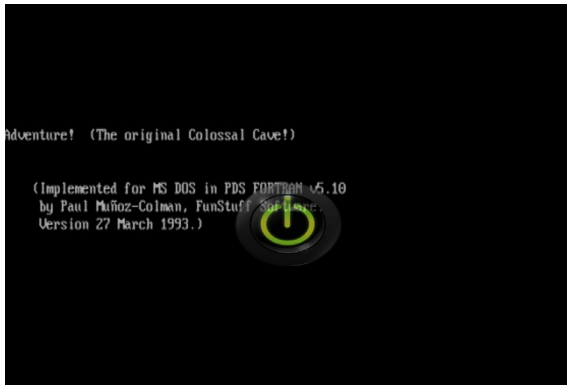 Adventure! (The original Colossal Cave!)
(Implemented for MS DOS in PDS FORTRAN v5.10
by Paul Muñoz-Colman, FunStuff Software.
Version 27 March 1993.)